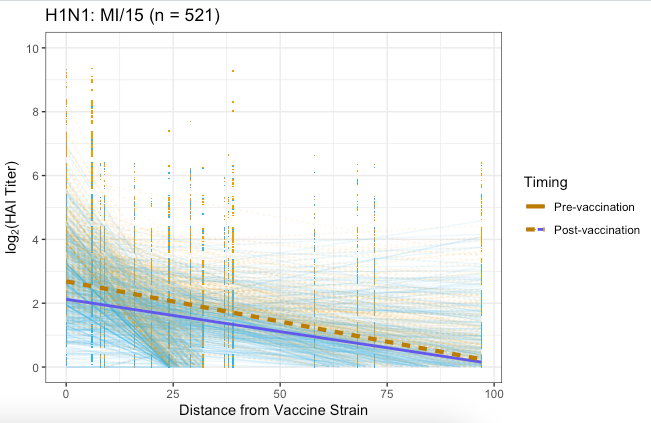 H1N1: MI/15 (n = 521)
10
8
6
4
2
0
log₂(HAI Titer)
0 25 50 75 100
Distance from Vaccine Strain
Timing
Pre-vaccination
Post-vaccination